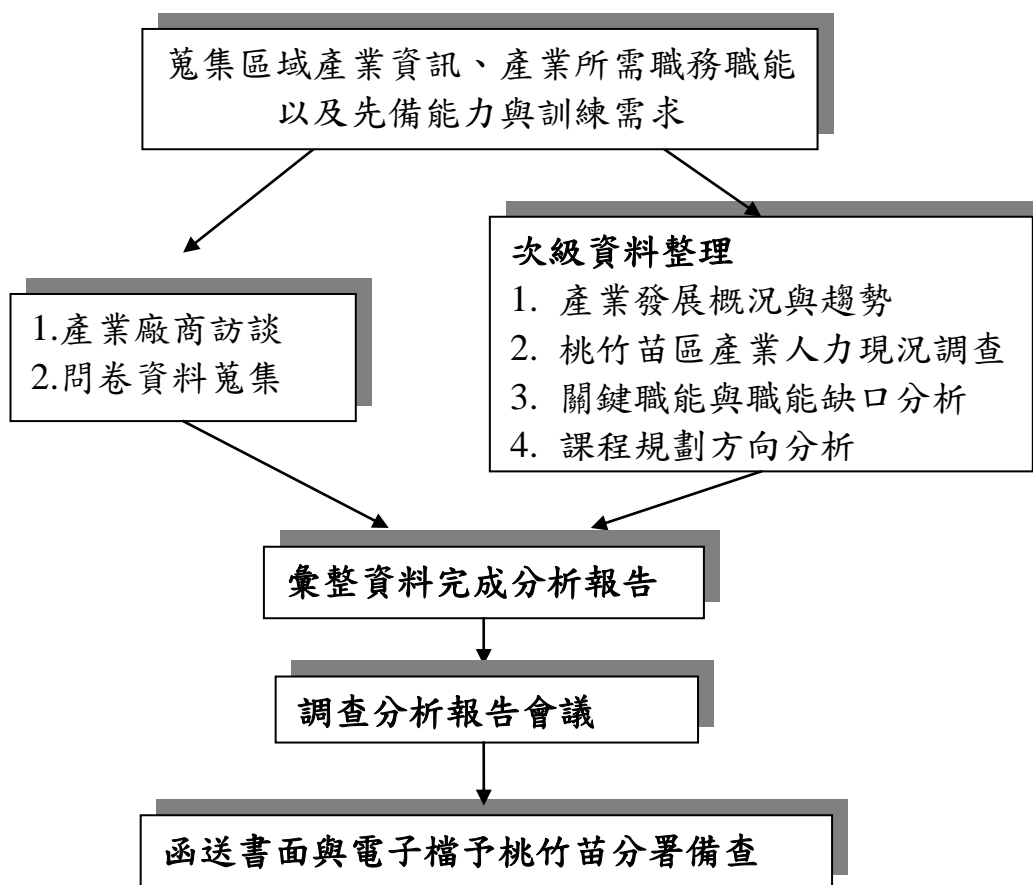 蒐集區域產業資訊、產業所需職務職能
以及先備能力與訓練需求
1.產業廠商訪談
2.問卷資料蒐集
次級資料整理
1. 產業發展概況與趨勢
2. 桃竹苗區產業人力現況調查
3. 關鍵職能與職能缺口分析
4. 課程規劃方向分析
彙整資料完成分析報告
調查分析報告會議
函送書面與電子檔予桃竹苗分署備查